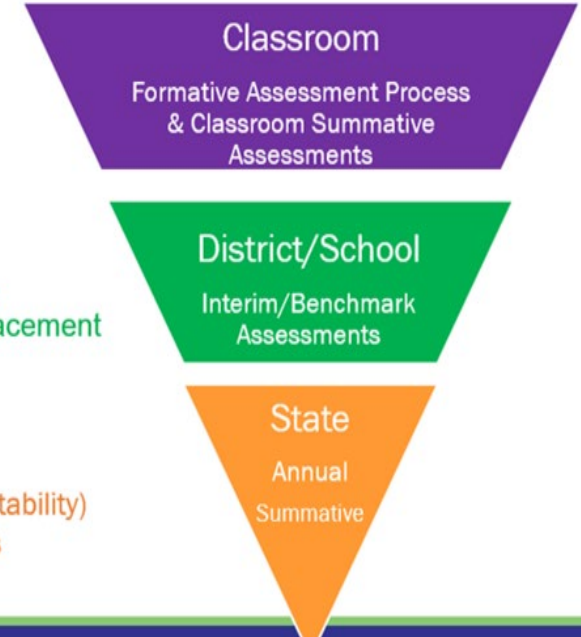 Classroom
Formative Assessment Process
& Classroom Summative
Assessments
District/School
Interim/Benchmark
Assessments
acement
State
Annual
Summative
tability)
s